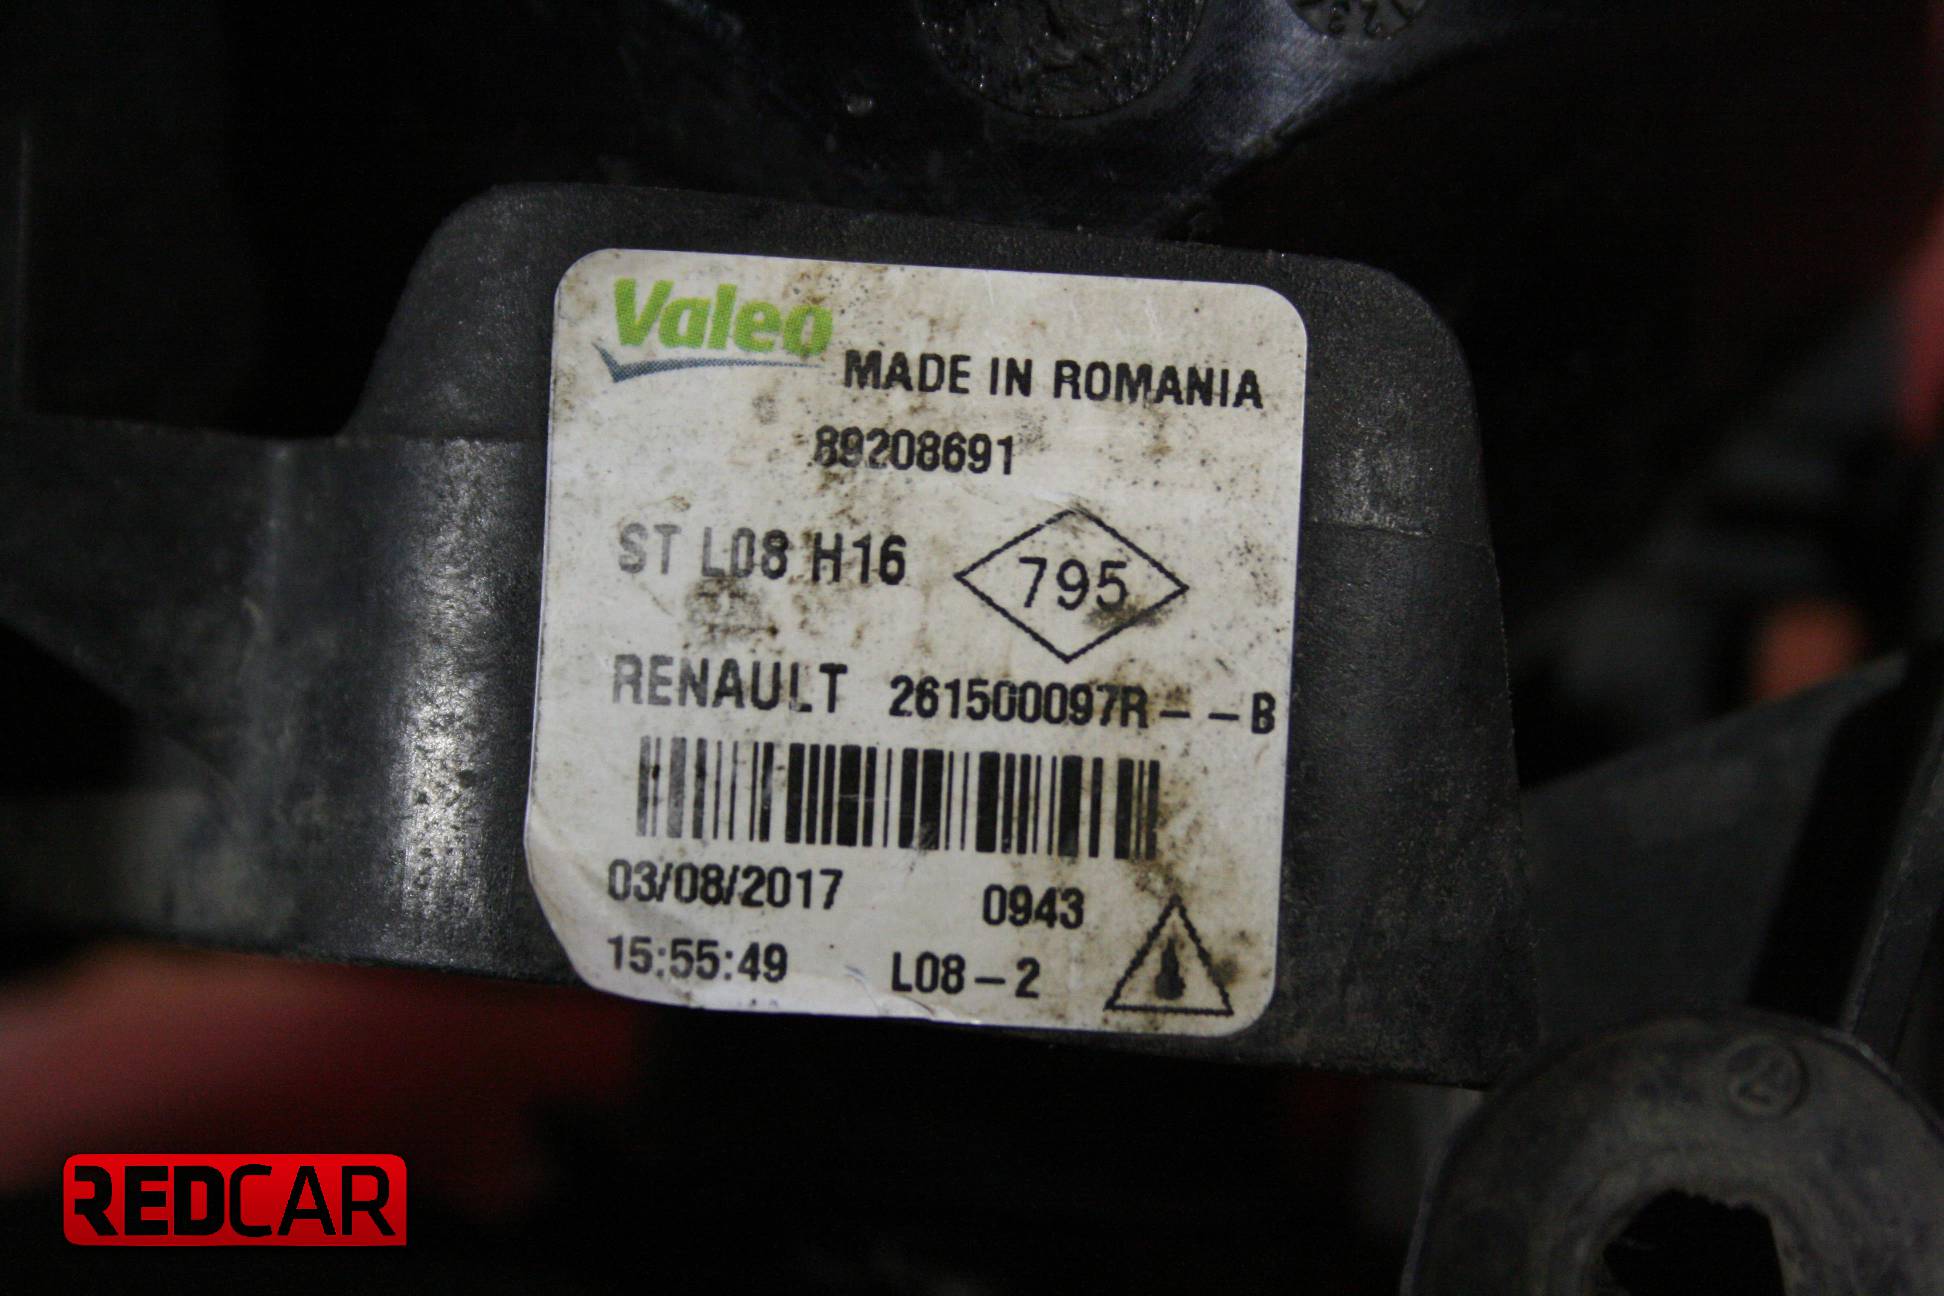 Valeo
MADE IN ROMANIA
89208691
ST L08 H16
795
RENAULT 261500097R--B
03/08/2017 0943
15:55:49 L08-2
REDCAR